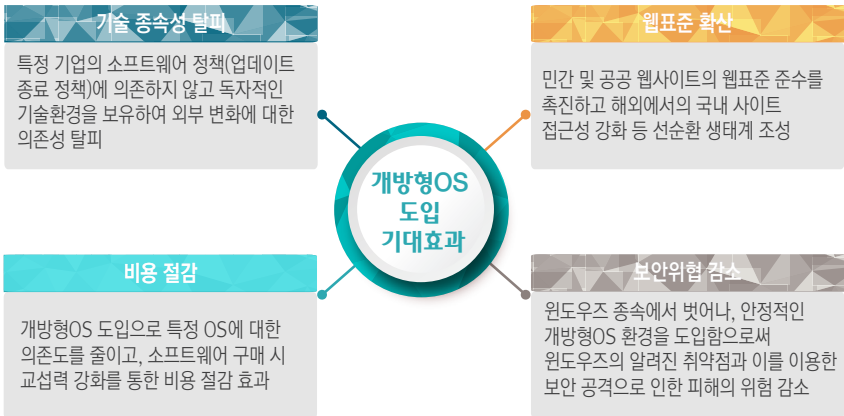 기술 종속성 탈피
특정 기업의 소프트웨어 정책(업데이트
종료 정책)에 의존하지 않고 독자적인
기술환경을 보유하여 외부 변화에 대한
의존성 탈피
웹표준 확산
민간 및 공공 웹사이트의 웹표준 준수를
촉진하고 해외에서의 국내 사이트
접근성 강화 등 선순환 생태계 조성
개방형OS
도입
기대효과
비용 절감
개방형OS 도입으로 특정 OS에 대한
의존도를 줄이고, 소프트웨어 구매 시
교섭력 강화를 통한 비용 절감 효과
보안위협 감소
윈도우즈 종속에서 벗어나, 안정적인
개방형OS 환경을 도입함으로써
윈도우즈의 알려진 취약점과 이를 이용한
보안 공격으로 인한 피해의 위험 감소